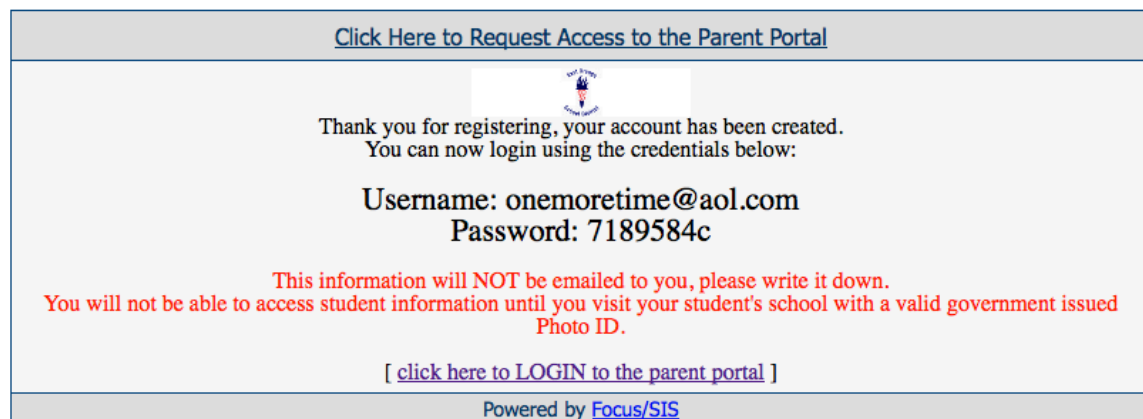 Click Here to Request Access to the Parent Portal
Thank you for registering, your account has been created.
You can now login using the credentials below:
Username: onemoretime@aol.com
Password: 7189584c
This information will NOT be emailed to you, please write it down.
You will not be able to access student information until you visit your student's school with a valid government issued
Photo ID.
[ click here to LOGIN to the parent portal ]
Powered by Focus/SIS